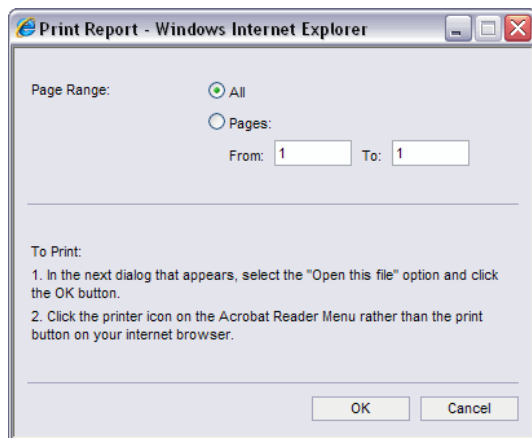 Print Report - Windows Internet Explorer
Page Range:
All
Pages:
From: 1 To: 1
To Print:
1. In the next dialog that appears, select the "Open this file" option and click
the OK button.
2. Click the printer icon on the Acrobat Reader Menu rather than the print
button on your internet browser.
OK Cancel